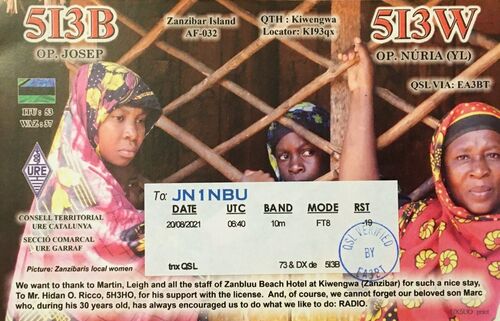 5I3B
OP. JOSEP
Zanzibar Island
AF-032
QTH : Kiwengwa
Locator: KI93qx
5I3W
OP. NÚRIA (YL)
QSL VIA: EA3BT
ITU: 53
WAZ: 37
URE
CONSELL TERRITORIAL
URE CATALUNYA
SECCIO COMARCAL
URE GARRAF
Picture: Zanzibaris local women
To: JN1NBU
DATE UTC BAND MODE RST
20/08/2021 06:40 10m FT8 -19
tnx QSL 73 & DX de 5I3B
QSL VERIFIED
BY
EA3BT
We want to thank to Martin, Leigh and all the staff of Zanbluu Beach Hotel at Kiwengwa (Zanzibar) for such a nice stay,
To Mr. Hidan O. Ricco, 5H3HO, for his support with the license. And, of course, we cannot forget our beloved son Marc
who, during his 30 years old, has always encouraged us to do what we like to do: RADIO.